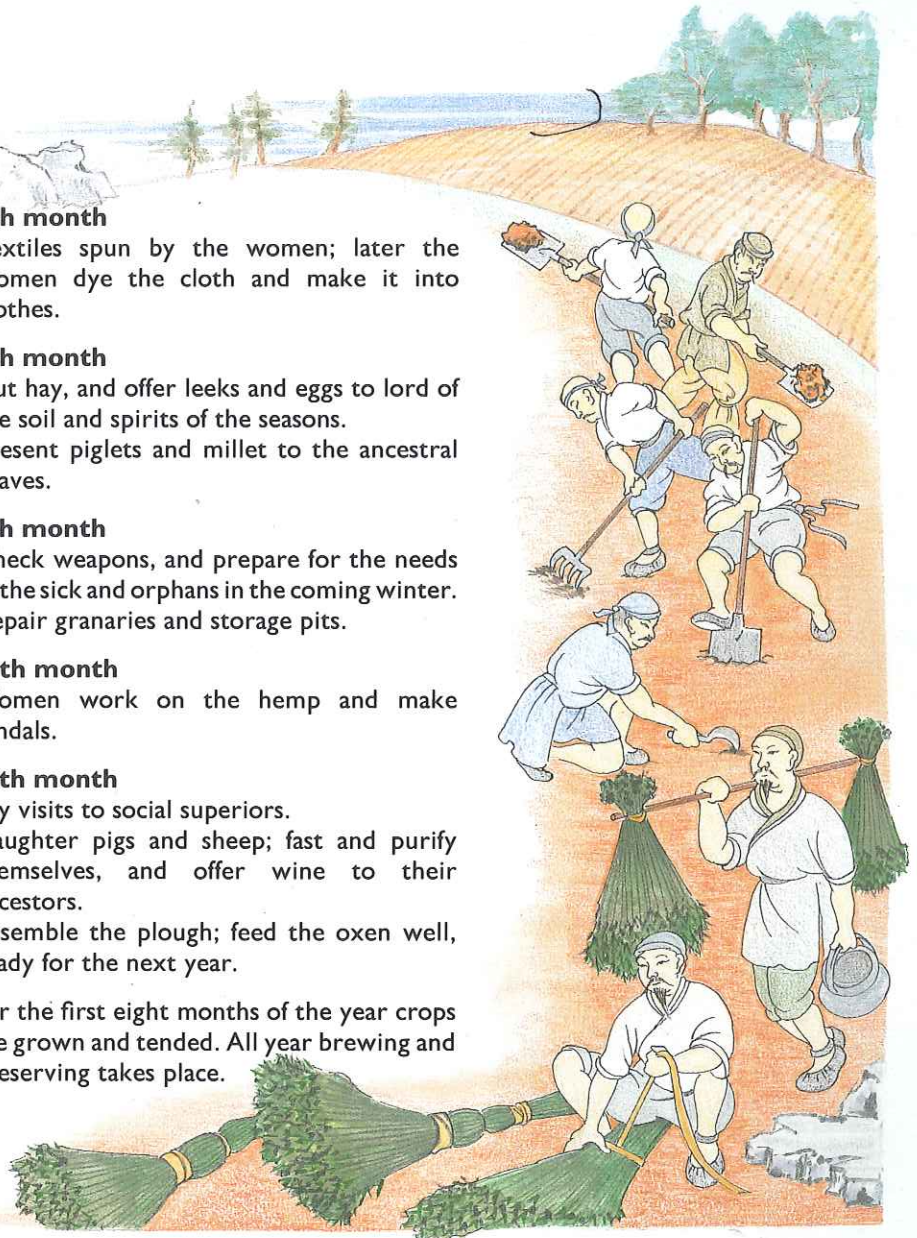 th month
extiles spun by the women; later the
omen dye the cloth and make it into
othes.
th month
ut hay, and offer leeks and eggs to lord of
e soil and spirits of the seasons.
esent piglets and millet to the ancestral
aves.
th month
heck weapons, and prepare for the needs
the sick and orphans in the coming winter.
epair granaries and storage pits.
th month
omen work on the hemp and make
ndals.
th month
y visits to social superiors.
aughter pigs and sheep; fast and purify
emselves, and offer wine to their
cestors.
semble the plough; feed the oxen well,
ady for the next year.
r the first eight months of the year crops
e grown and tended. All year brewing and
eserving takes place.